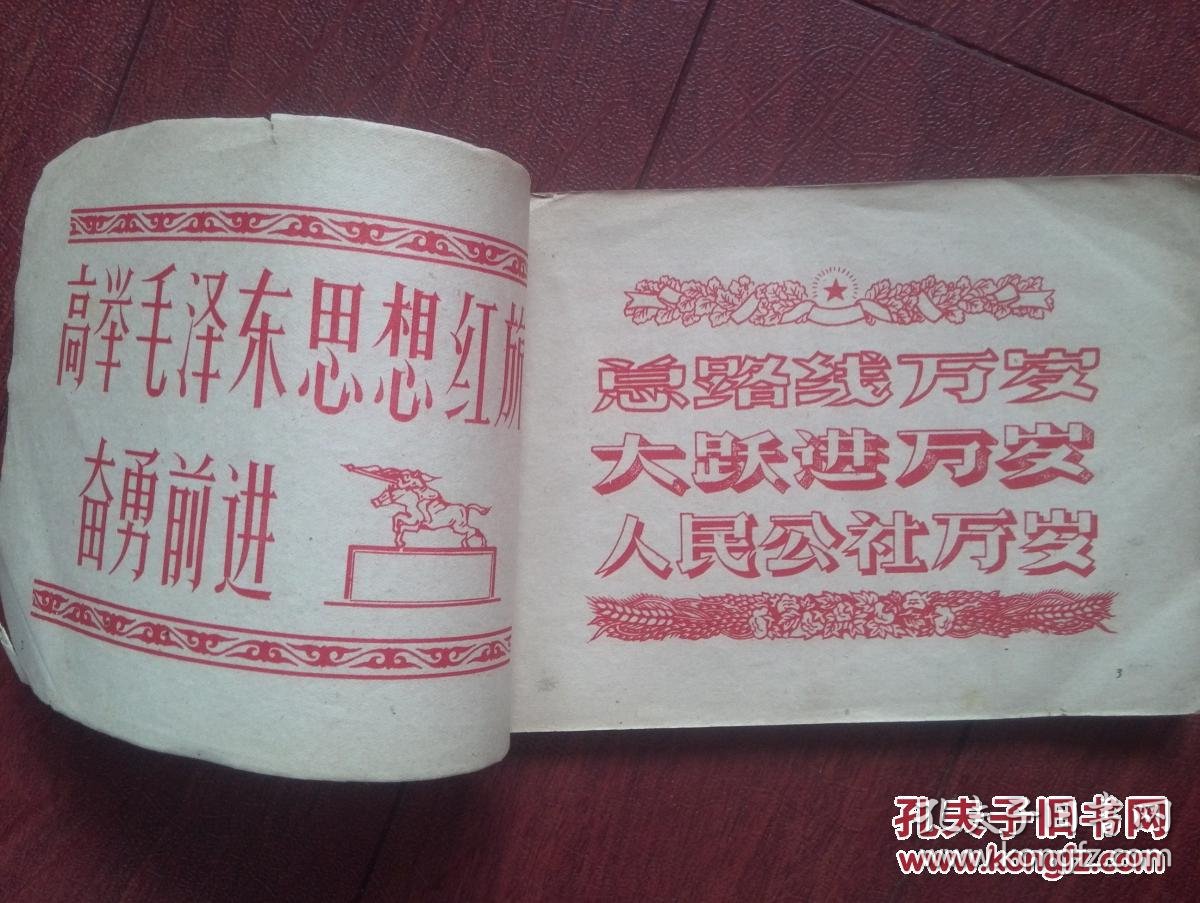 高举毛泽东思想红旗
奋勇前进
总路线万岁
大跃进万岁
人民公社万岁
3
孔夫子旧书网
www.kongfz.com